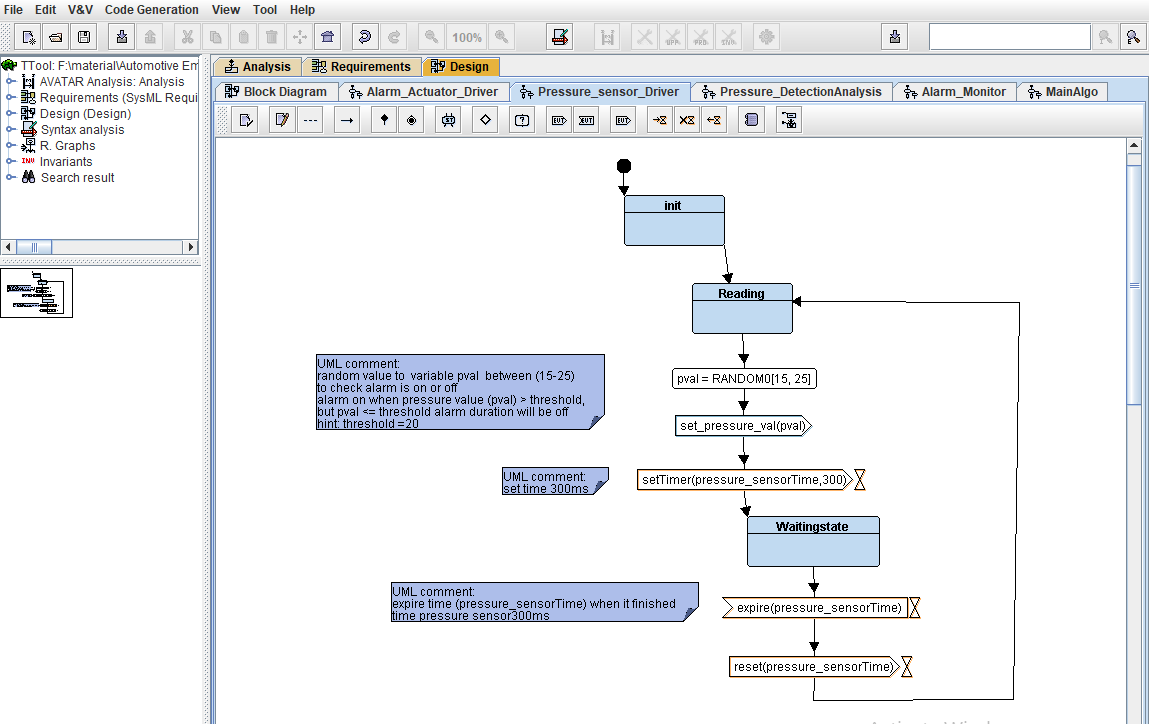 File Edit V&V Code Generation View Tool Help
100%
TTool: F:\material\Automotive Em
AVATAR Analysis: Analysis
Requirements (SysML Requi
Design (Design)
Syntax analysis
R. Graphs
INV Invariants
Search result
Analysis Requirements Design
Block Diagram Alarm_Actuator_Driver Pressure_sensor_Driver Pressure_DetectionAnalysis Alarm_Monitor MainAlgo
init
Reading
UML comment:
random value to variable pval between (15-25)
to check alarm is on or off
alarm on when pressure value (pval) > threshold,
but pval <= threshold alarm duration will be off
hint: threshold =20
pval = RANDOM0[15, 25]
set_pressure_val(pval)
UML comment:
set time 300ms
setTimer(pressure_sensorTime,300)
Waitingstate
UML comment:
expire time (pressure_sensorTime) when it finished
time pressure sensor300ms
expire(pressure_sensorTime)
reset(pressure_sensorTime)